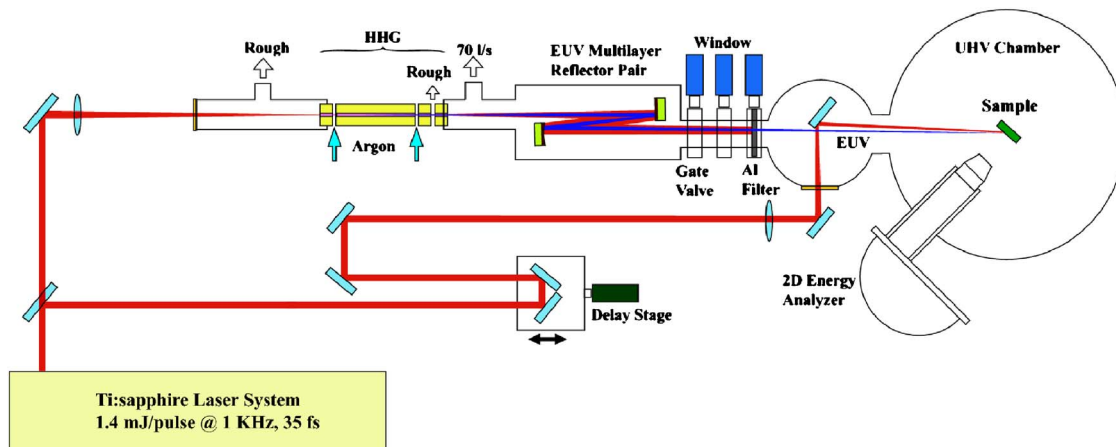 HHG
Rough
70 l/s
Rough
EUV Multilayer
Reflector Pair
Window
UHV Chamber
Sample
Argon
EUV
Gate
Valve
Al
Filter
2D Energy
Analyzer
Delay Stage
Ti:sapphire Laser System
1.4 mJ/pulse @ 1 KHz, 35 fs